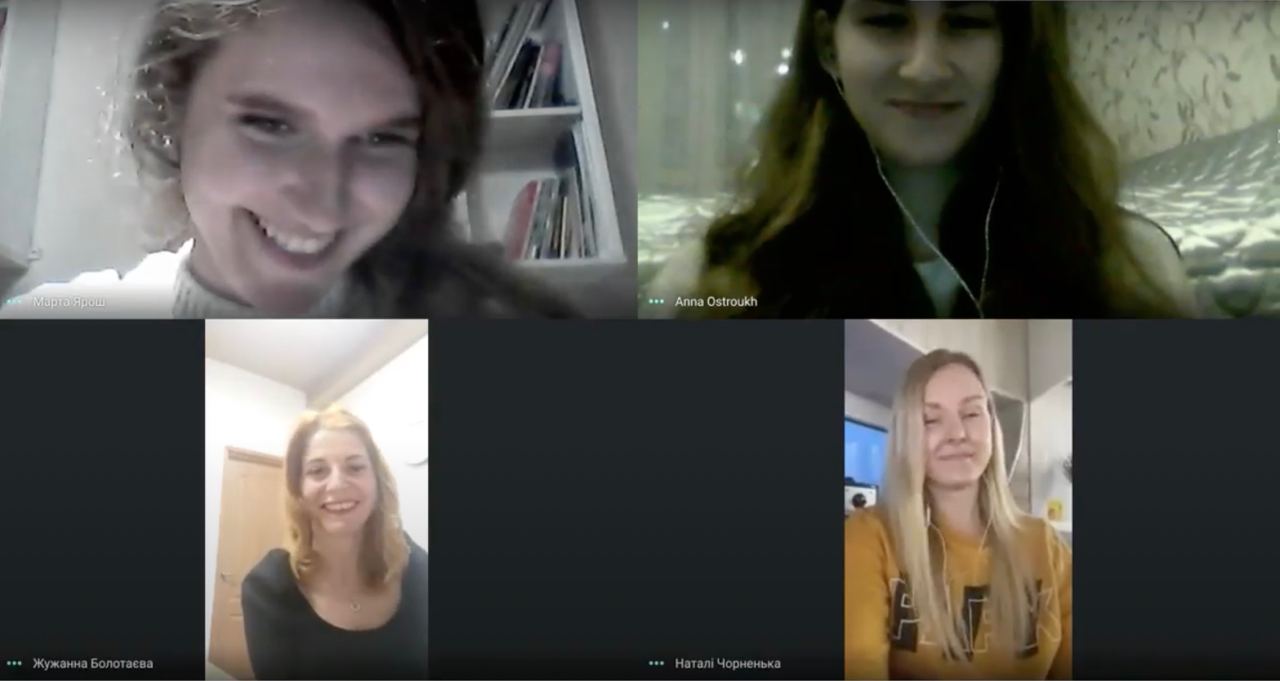 Марта Ярош
Anna Ostroukh
Жужанна Болотаєва
Наталі Чорненька